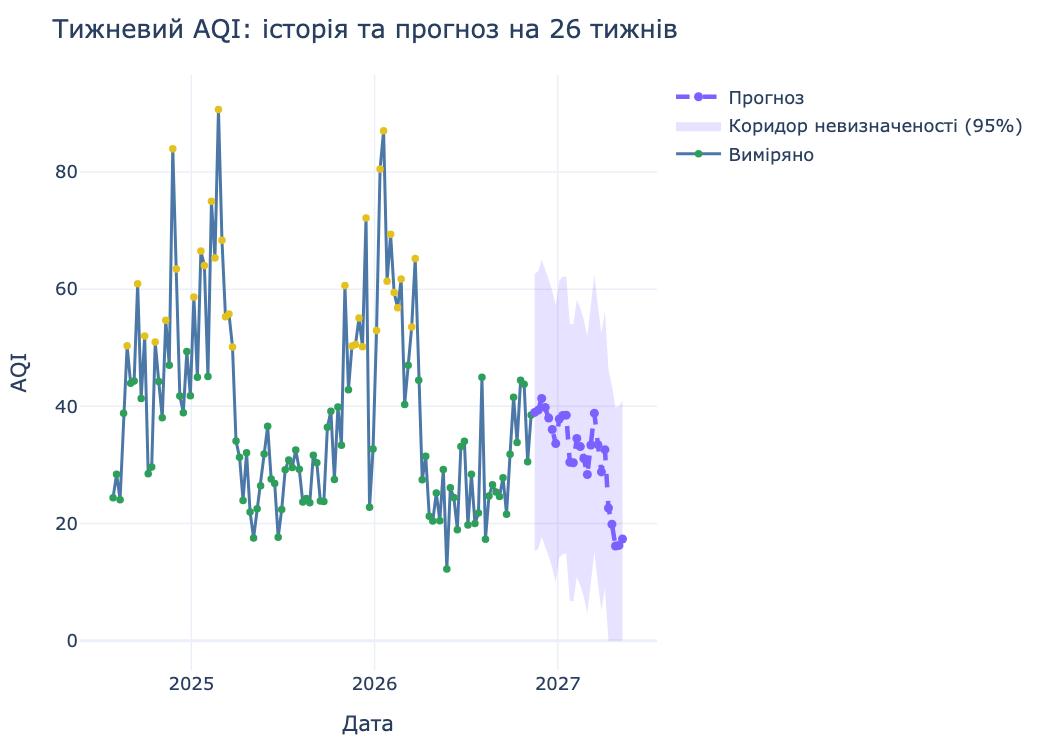 Тижневий AQI: історія та прогноз на 26 тижнів
Прогноз
Коридор невизначеності (95%)
Виміряно
AQI
80
60
40
20
0
2025
2026
2027
Дата